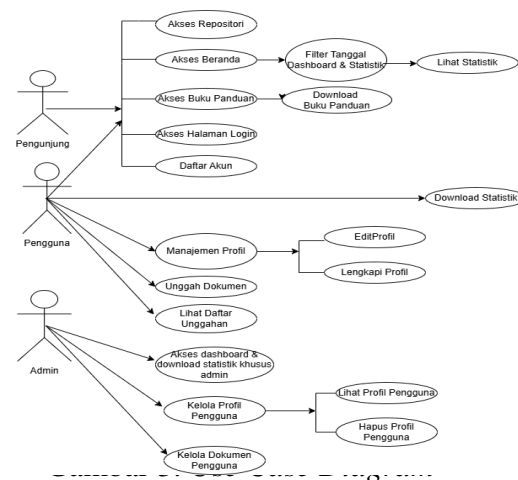 Akses Repositori
Akses Beranda
Filter Tanggal
Dashboard & Statistik
Lihat Statistik
Akses Buku Panduan
Download
Buku Panduan
Akses Halaman Login
Daftar Akun
Pengunjung
Pengguna
Download Statistik
Manajemen Profil
EditProfil
Lengkapi Profil
Unggah Dokumen
Lihat Daftar
Unggahan
Admin
Akses dashboard &
download statistik khusus
admin
Kelola Profil
Pengguna
Lihat Profil Pengguna
Hapus Profil
Pengguna
Kelola Dokumen
Pengguna